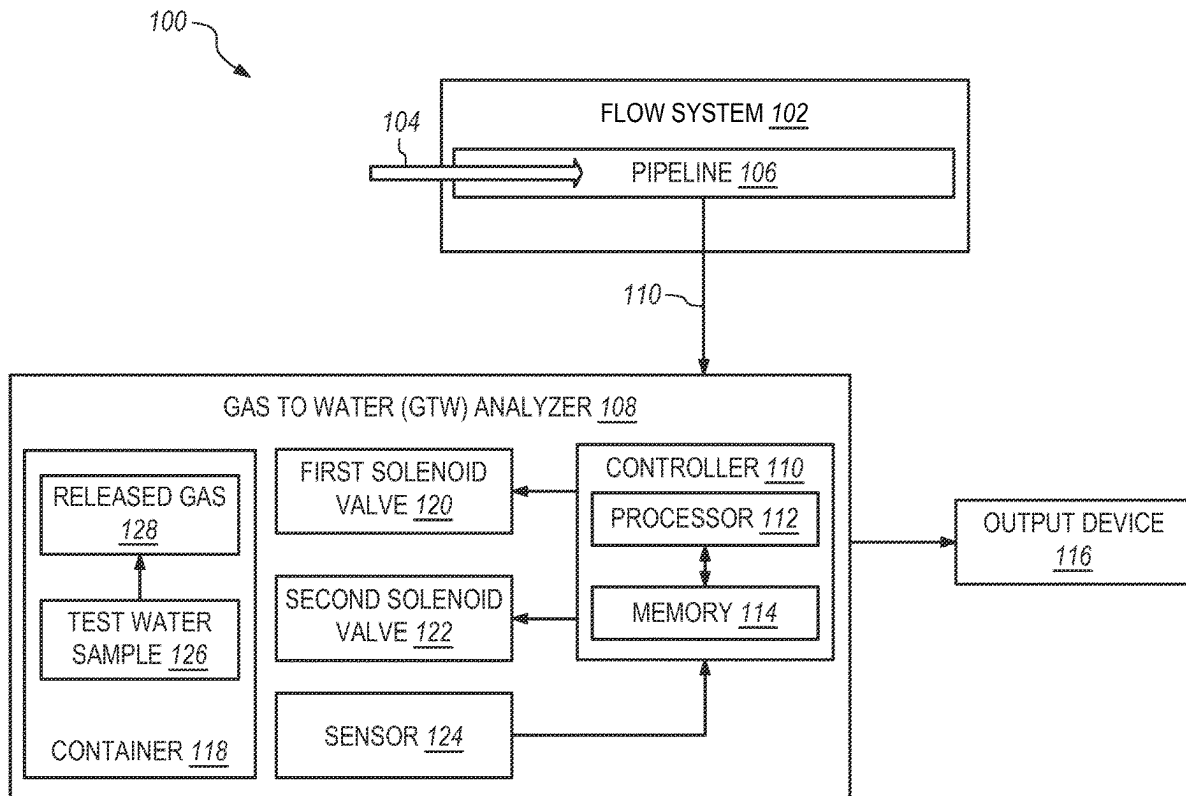 100
FLOW SYSTEM 102
104
PIPELINE 106
110
GAS TO WATER (GTW) ANALYZER 108
RELEASED GAS
128
TEST WATER
SAMPLE 126
CONTAINER 118
FIRST SOLENOID
VALVE 120
SECOND SOLENOID
VALVE 122
SENSOR 124
CONTROLLER 110
PROCESSOR 112
MEMORY 114
OUTPUT DEVICE
116